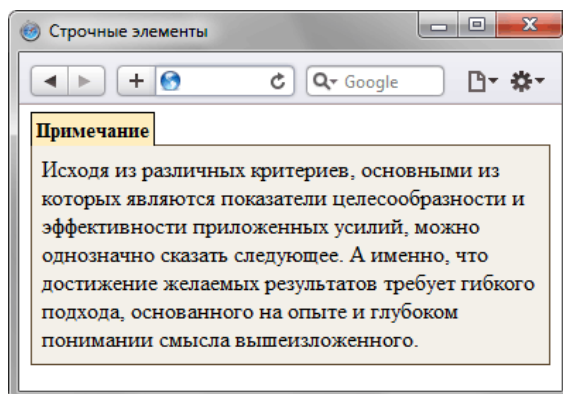 Строчные элементы
Google
Примечание
Исходя из различных критериев, основными из
которых являются показатели целесообразности и
эффективности приложенных усилий, можно
однозначно сказать следующее. А именно, что
достижение желаемых результатов требует гибкого
подхода, основанного на опыте и глубоком
понимании смысла вышеизложенного.